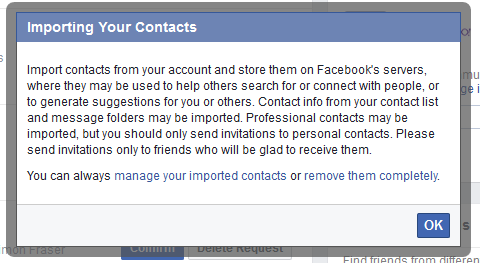 Importing Your Contacts
Import contacts from your account and store them on Facebook's servers,
where they may be used to help others search for or connect with people, or
to generate suggestions for you or others. Contact info from your contact list
and message folders may be imported. Professional contacts may be
imported, but you should only send invitations to personal contacts. Please
send invitations only to friends who will be glad to receive them.
You can always manage your imported contacts or remove them completely.
OK
Fraser
Confirm Delete Request
Find friends from